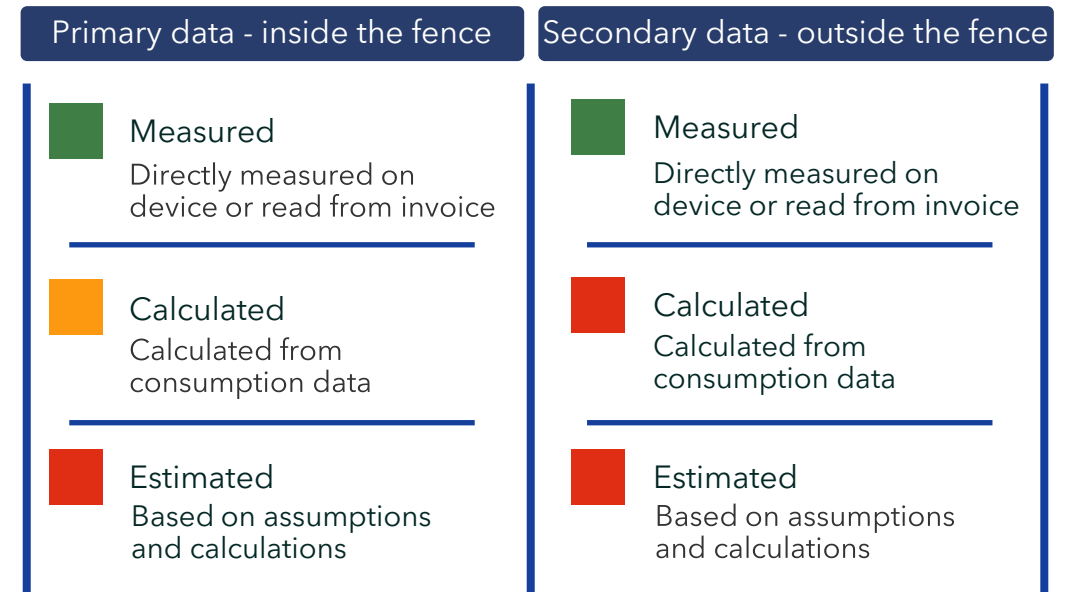 Primary data - inside the fence
Measured
Directly measured on
device or read from invoice
Calculated
Calculated from
consumption data
Estimated
Based on assumptions
and calculations
Secondary data - outside the fence
Measured
Directly measured on
device or read from invoice
Calculated
Calculated from
consumption data
Estimated
Based on assumptions
and calculations